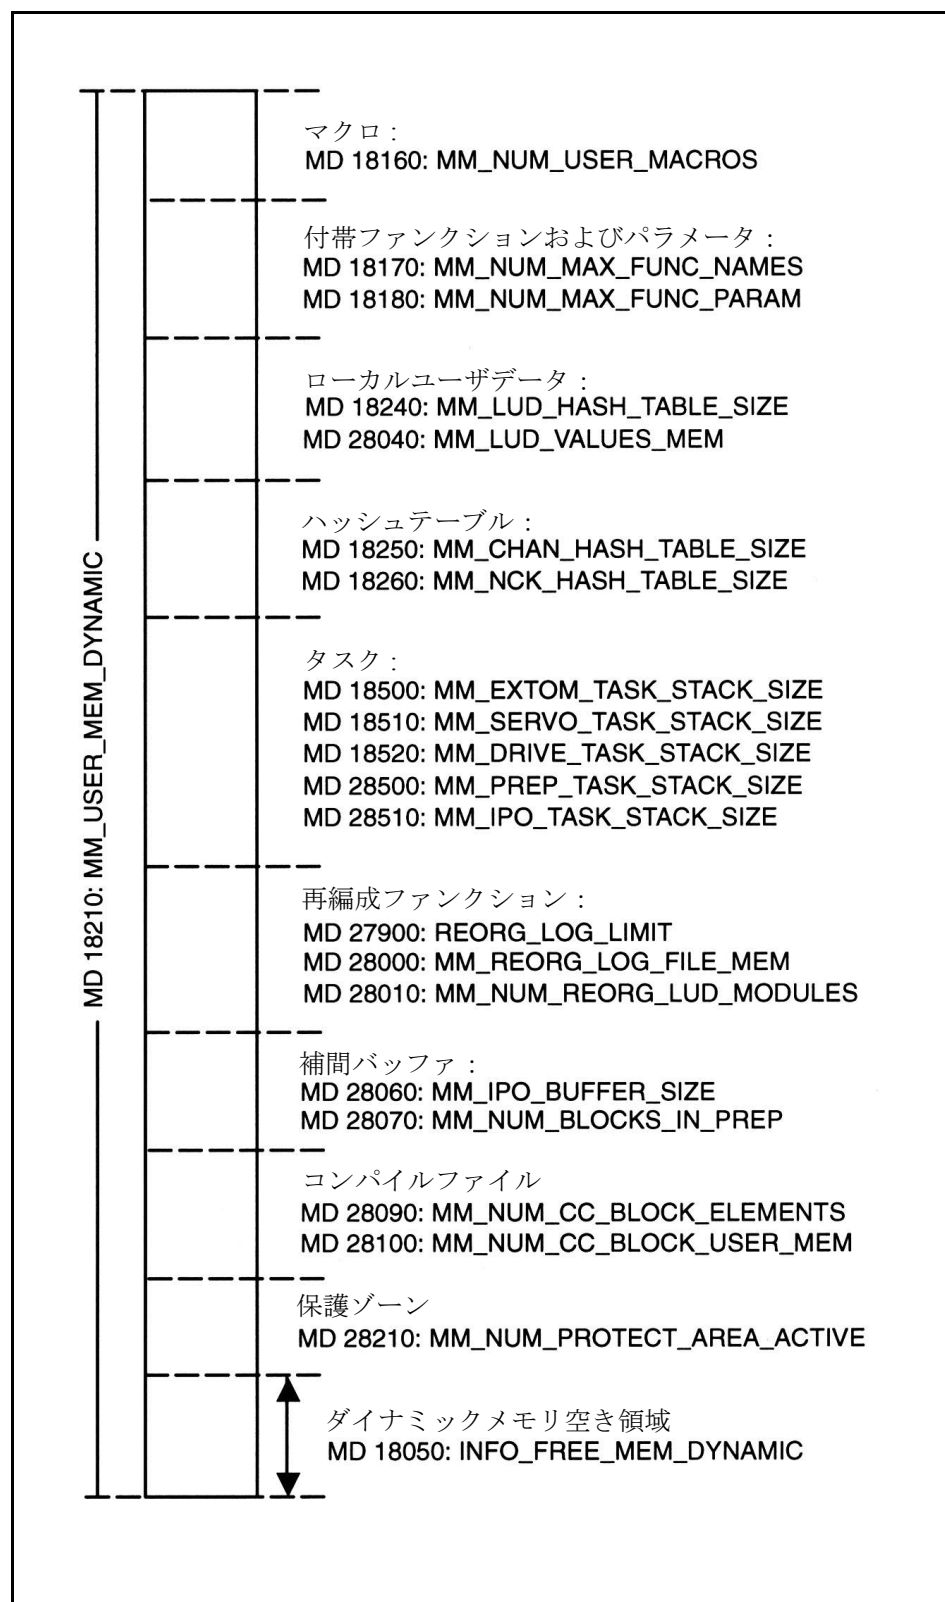 マクロ：
MD 18160: MM_NUM_USER_MACROS
付帯ファンクションおよびパラメータ：
MD 18170: MM_NUM_MAX_FUNC_NAMES
MD 18180: MM_NUM_MAX_FUNC_PARAM
ローカルユーザデータ：
MD 18240: MM_LUD_HASH_TABLE_SIZE
MD 28040: MM_LUD_VALUES_MEM
ハッシュテーブル：
MD 18250: MM_CHAN_HASH_TABLE_SIZE
MD 18260: MM_NCK_HASH_TABLE_SIZE
タスク：
MD 18500: MM_EXTOM_TASK_STACK_SIZE
MD 18510: MM_SERVO_TASK_STACK_SIZE
MD 18520: MM_DRIVE_TASK_STACK_SIZE
MD 28500: MM_PREP_TASK_STACK_SIZE
MD 28510: MM_IPO_TASK_STACK_SIZE
MD 18210: MM_USER_MEM_DYNAMIC
再編成ファンクション：
MD 27900: REORG_LOG_LIMIT
MD 28000: MM_REORG_LOG_FILE_MEM
MD 28010: MM_NUM_REORG_LUD_MODULES
補間バッファ：
MD 28060: MM_IPO_BUFFER_SIZE
MD 28070: MM_NUM_BLOCKS_IN_PREP
コンパイルファイル
MD 28090: MM_NUM_CC_BLOCK_ELEMENTS
MD 28100: MM_NUM_CC_BLOCK_USER_MEM
保護ゾーン
MD 28210: MM_NUM_PROTECT_AREA_ACTIVE
ダイナミックメモリ空き領域
MD 18050: INFO_FREE_MEM_DYNAMIC